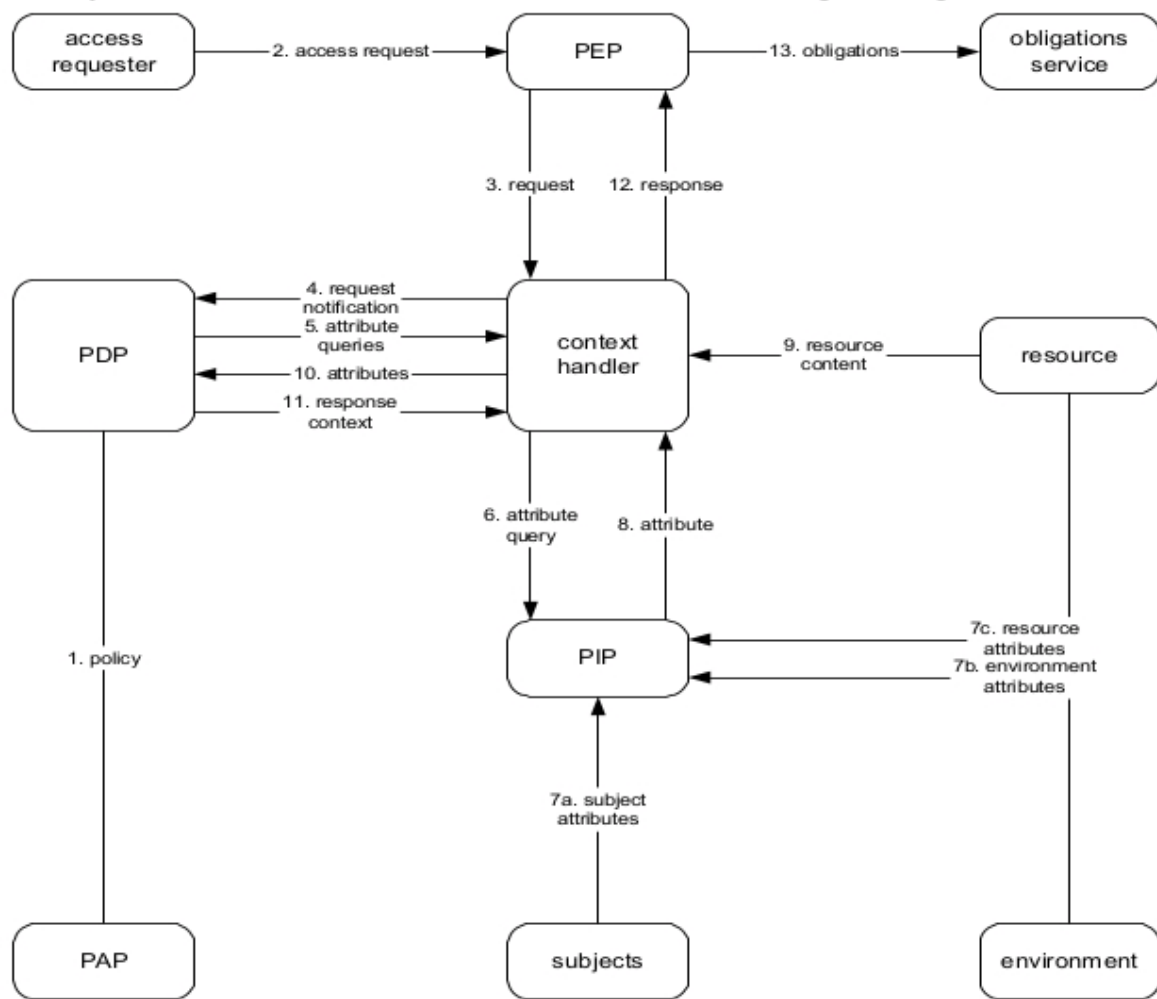 access
requester
2. access request
PEP
13. obligations
obligations
service
3. request
12. response
PDP
4. request
notification
5. attribute
queries
10. attributes
11. response
context
context
handler
9. resource
content
resource
6. attribute
query
8. attribute
1. policy
PIP
7c. resource
attributes
7b. environment
attributes
7a. subject
attributes
PAP
subjects
environment